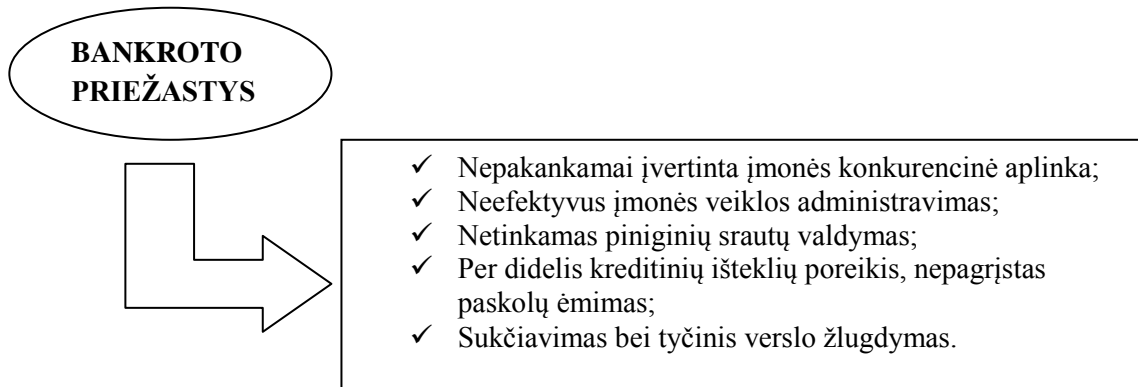 BANKROTO
PRIEŽASTYS
✓ Nepakankamai įvertinta įmonės konkurencinė aplinka;
✓ Neefektyvus įmonės veiklos administravimas;
✓ Netinkamas piniginių srautų valdymas;
✓ Per didelis kreditinių išteklių poreikis, nepagrįstas
paskolų ėmimas;
✓ Sukčiavimas bei tyčinis verslo žlugdymas.